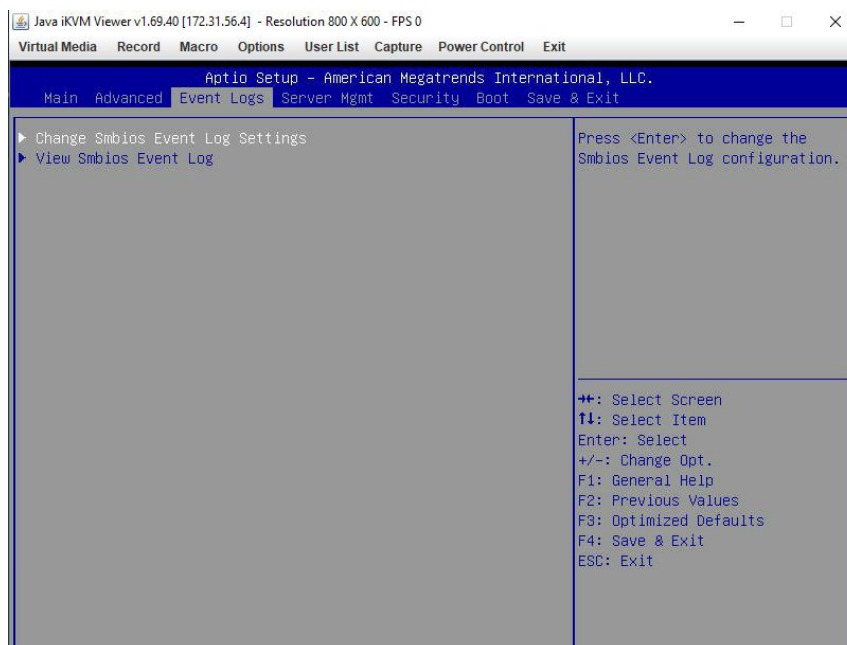 Java iKVM Viewer v1.69.40 [172.31.56.4] - Resolution 800 X 600 - FPS 0
Virtual Media Record Macro Options User List Capture Power Control Exit
Aptio Setup - American Megatrends International, LLC.
Main Advanced Event Logs Server Mgmt Security Boot Save & Exit
Change Smbios Event Log Settings
View Smbios Event Log
Press <Enter> to change the
Smbios Event Log configuration.
→←: Select Screen
↑↓: Select Item
Enter: Select
+/-: Change Opt.
F1: General Help
F2: Previous Values
F3: Optimized Defaults
F4: Save & Exit
ESC: Exit